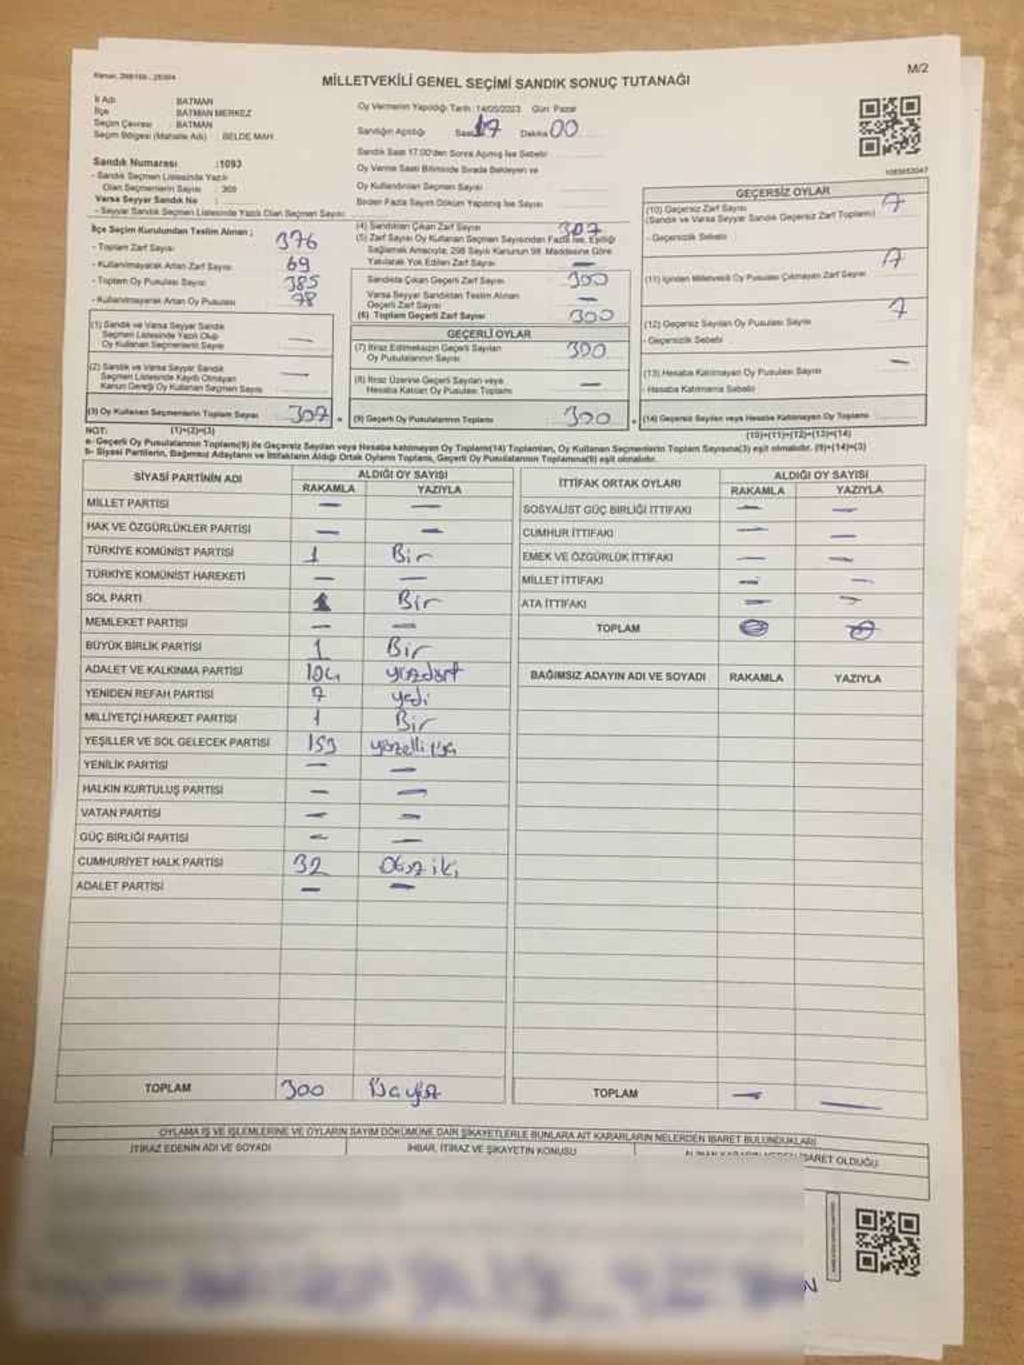 M/2
MİLLETVEKİLİ GENEL SEÇİMİ SANDIK SONUÇ TUTANAĞI
İl Adı : BATMAN
İlçe : BATMAN MERKEZ
Seçim Çevresi : BATMAN
Seçim Bölgesi (Mahalle Adı) : BELDE MAH.
Sandık Numarası :1093
- Sandık Seçmen Listesinde Yazılı
Olan Seçmenlerin Sayısı
Varsa Seyyar Sandık No :
- Seyyar Sandık Seçmen Listesinde Yazılı Olan Seçmen Sayısı:
Oy Vermenin Yapıldığı Tarih : 14/05/2023 Gün: Pazar
Sandığın Açıldığı Saat 17 Dakika 00
Sandık Saat 17:00'den Sonra Açılmış İse Sebebi
Oy Verme Saati Bitiminde Sırada Bekleyen ve
Oy Kullandırılan Seçmen Sayısı
Birden Fazla Sayım Döküm Yapılmış İse Sayısı
İlçe Seçim Kurulundan Teslim Alınan ;
- Toplam Zarf Sayısı 376
- Kullanılmayarak Artan Zarf Sayısı 69
- Toplam Oy Pusulası Sayısı 385
- Kullanılmayarak Artan Oy Pusulası 78
(1) Sandık ve Varsa Seyyar Sandık
Seçmen Listesinde Yazılı Olup
Oy Kullanan Seçmenlerin Sayısı —
(2) Sandık ve Varsa Seyyar Sandık
Seçmen Listesinde Kayıtlı Olmayan
Kanun Gereği Oy Kullanan Seçmen Sayısı —
(3) Oy Kullanan Seçmenlerin Toplam Sayısı 307
(4) Sandıktan Çıkan Zarf Sayısı 307
(5) Zarf Sayısı Oy Kullanan Seçmen Sayısından Fazla İse, Eşitliği
Sağlamak Amacıyla, 298 Sayılı Kanunun 98. Maddesine Göre
Yakılarak Yok Edilen Zarf Sayısı —
Sandıkta Çıkan Geçerli Zarf Sayısı 300
Varsa Seyyar Sandıktan Teslim Alınan
Geçerli Zarf Sayısı —
(6) Toplam Geçerli Zarf Sayısı 300
GEÇERLİ OYLAR
(7) İtiraz Edilmeksizin Geçerli Sayılan
Oy Pusulalarının Sayısı 300
(8) İtiraz Üzerine Geçerli Sayılan veya
Hesaba Katılan Oy Pusulası Toplamı —
(9) Geçerli Oy Pusulalarının Toplamı 300
GEÇERSİZ OYLAR
(10) Geçersiz Zarf Sayısı 7
(Sandık ve Varsa Seyyar Sandık Geçersiz Zarf Toplamı)
- Geçersizlik Sebebi
(11) İçinden Milletvekili Oy Pusulası Çıkmayan Zarf Sayısı 7
(12) Geçersiz Sayılan Oy Pusulası Sayısı 7
- Geçersizlik Sebebi
(13) Hesaba Katılmayan Oy Pusulası Sayısı —
- Hesaba Katılmama Sebebi
(14) Geçersiz Sayılan veya Hesaba Katılmayan Oy Toplamı
NOT: (1)+(2)=(3) (10)+(11)+(12)+(13)=(14)
a- Geçerli Oy Pusulalarının Toplamı(9) ile Geçersiz Sayılan veya Hesaba katılmayan Oy Toplamı(14) Toplamları, Oy Kullanan Seçmenlerin Toplam Sayısına(3) eşit olmalıdır. (9)+(14)=(3)
b- Siyasi Partilerin, Bağımsız Adayların ve İttifakların Aldığı Ortak Oyların Toplamı, Geçerli Oy Pusulalarının Toplamına(9) eşit olmalıdır.
SİYASİ PARTİNİN ADI ALDIĞI OY SAYISI
RAKAMLA YAZIYLA
MİLLET PARTİSİ — —
HAK VE ÖZGÜRLÜKLER PARTİSİ — —
TÜRKİYE KOMÜNİST PARTİSİ 1 Bir
TÜRKİYE KOMÜNİST HAREKETİ — —
SOL PARTİ 1 Bir
MEMLEKET PARTİSİ — —
BÜYÜK BİRLİK PARTİSİ 1 Bir
ADALET VE KALKINMA PARTİSİ 104 yüzdört
YENİDEN REFAH PARTİSİ 7 yedi
MİLLİYETÇİ HAREKET PARTİSİ 1 Bir
YEŞİLLER VE SOL GELECEK PARTİSİ 153
YENİLİK PARTİSİ — —
HALKIN KURTULUŞ PARTİSİ — —
VATAN PARTİSİ — —
GÜÇ BİRLİĞİ PARTİSİ — —
CUMHURİYET HALK PARTİSİ 32 Otuz iki
ADALET PARTİSİ — —
TOPLAM 300 Üçyüz
İTTİFAK ORTAK OYLARI ALDIĞI OY SAYISI
RAKAMLA YAZIYLA
SOSYALİST GÜÇ BİRLİĞİ İTTİFAKI — —
CUMHUR İTTİFAKI — —
EMEK VE ÖZGÜRLÜK İTTİFAKI — —
MİLLET İTTİFAKI — —
ATA İTTİFAKI — —
TOPLAM
BAĞIMSIZ ADAYIN ADI VE SOYADI RAKAMLA YAZIYLA
TOPLAM — —
OYLAMA İŞ VE İŞLEMLERİNE VE OYLARIN SAYIM DÖKÜMÜNE DAİR ŞİKAYETLERLE BUNLARA AİT KARARLARIN NELERDEN İBARET BULUNDUKLARI
İTİRAZ EDENİN ADI VE SOYADI İHBAR, İTİRAZ VE ŞİKAYETİN KONUSU İBARET OLDUĞU